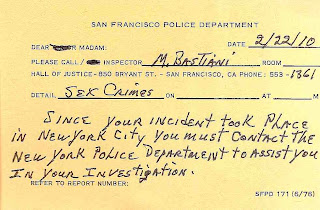 SAN FRANCISCO POLICE DEPARTMENT
DEAR OR MADAM: DATE 2/22/10
PLEASE CALL / INSPECTOR M. BASTIANI ROOM
HALL OF JUSTICE-850 BRYANT ST. - SAN FRANCISCO, CA PHONE: 553-1361
DETAIL SEX CRIMES ON AT M
SINCE YOUR INCIDENT TOOK PLACE
IN NEW YORK CITY YOU MUST CONTACT THE
NEW YORK POLICE DEPARTMENT TO ASSIST YOU
IN YOUR INVESTIGATION.
REFER TO REPORT NUMBER:
SFPD 171 (6/76)